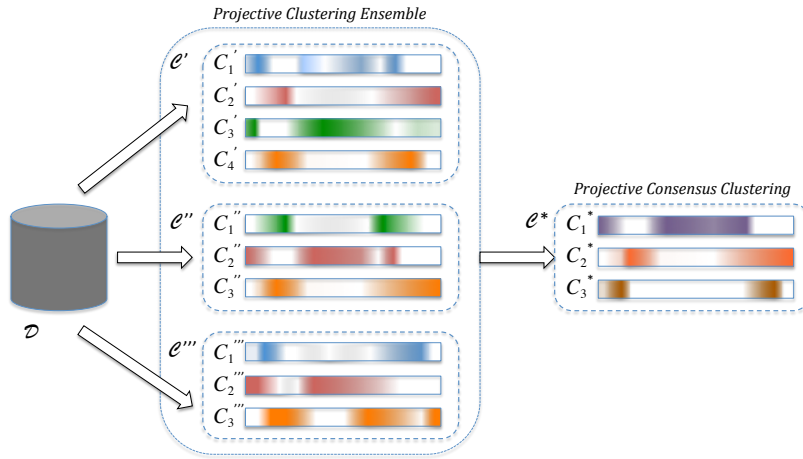 Projective Clustering Ensemble
𝒞'
C₁'
C₂'
C₃'
C₄'
𝒞''
C₁''
C₂''
C₃''
𝒞'''
C₁'''
C₂'''
C₃'''
𝒟
Projective Consensus Clustering
𝒞*
C₁*
C₂*
C₃*